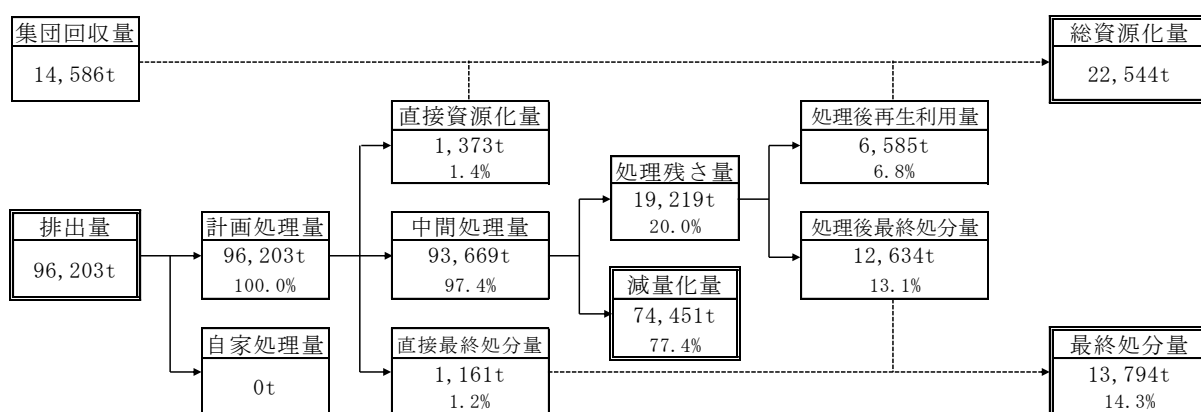 集団回収量
14,586t
総資源化量
22,544t
直接資源化量
1,373t
1.4%
処理後再生利用量
6,585t
6.8%
処理残さ量
19,219t
20.0%
排出量
96,203t
計画処理量
96,203t
100.0%
中間処理量
93,669t
97.4%
処理後最終処分量
12,634t
13.1%
減量化量
74,451t
77.4%
自家処理量
0t
直接最終処分量
1,161t
1.2%
最終処分量
13,794t
14.3%